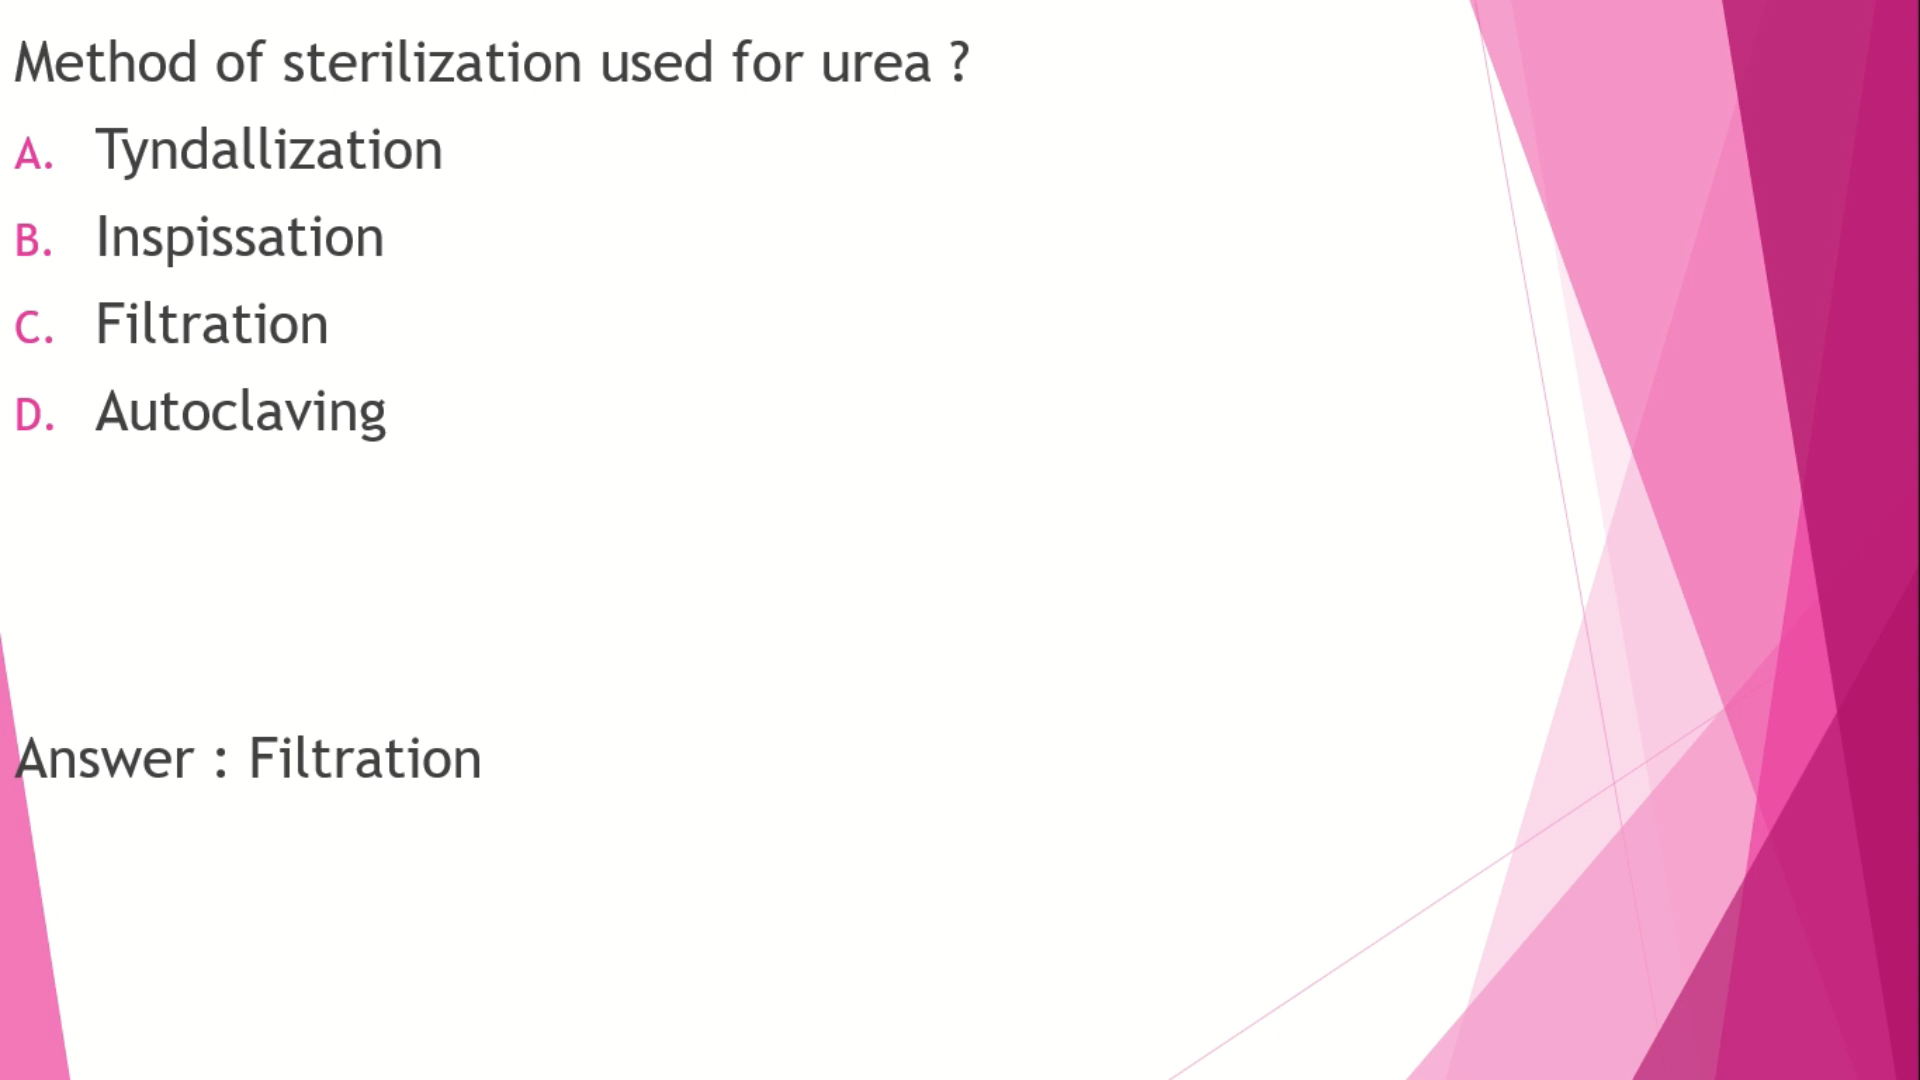 Method of sterilization used for urea ?
A. Tyndallization
B. Inspissation
C. Filtration
D. Autoclaving
Answer : Filtration